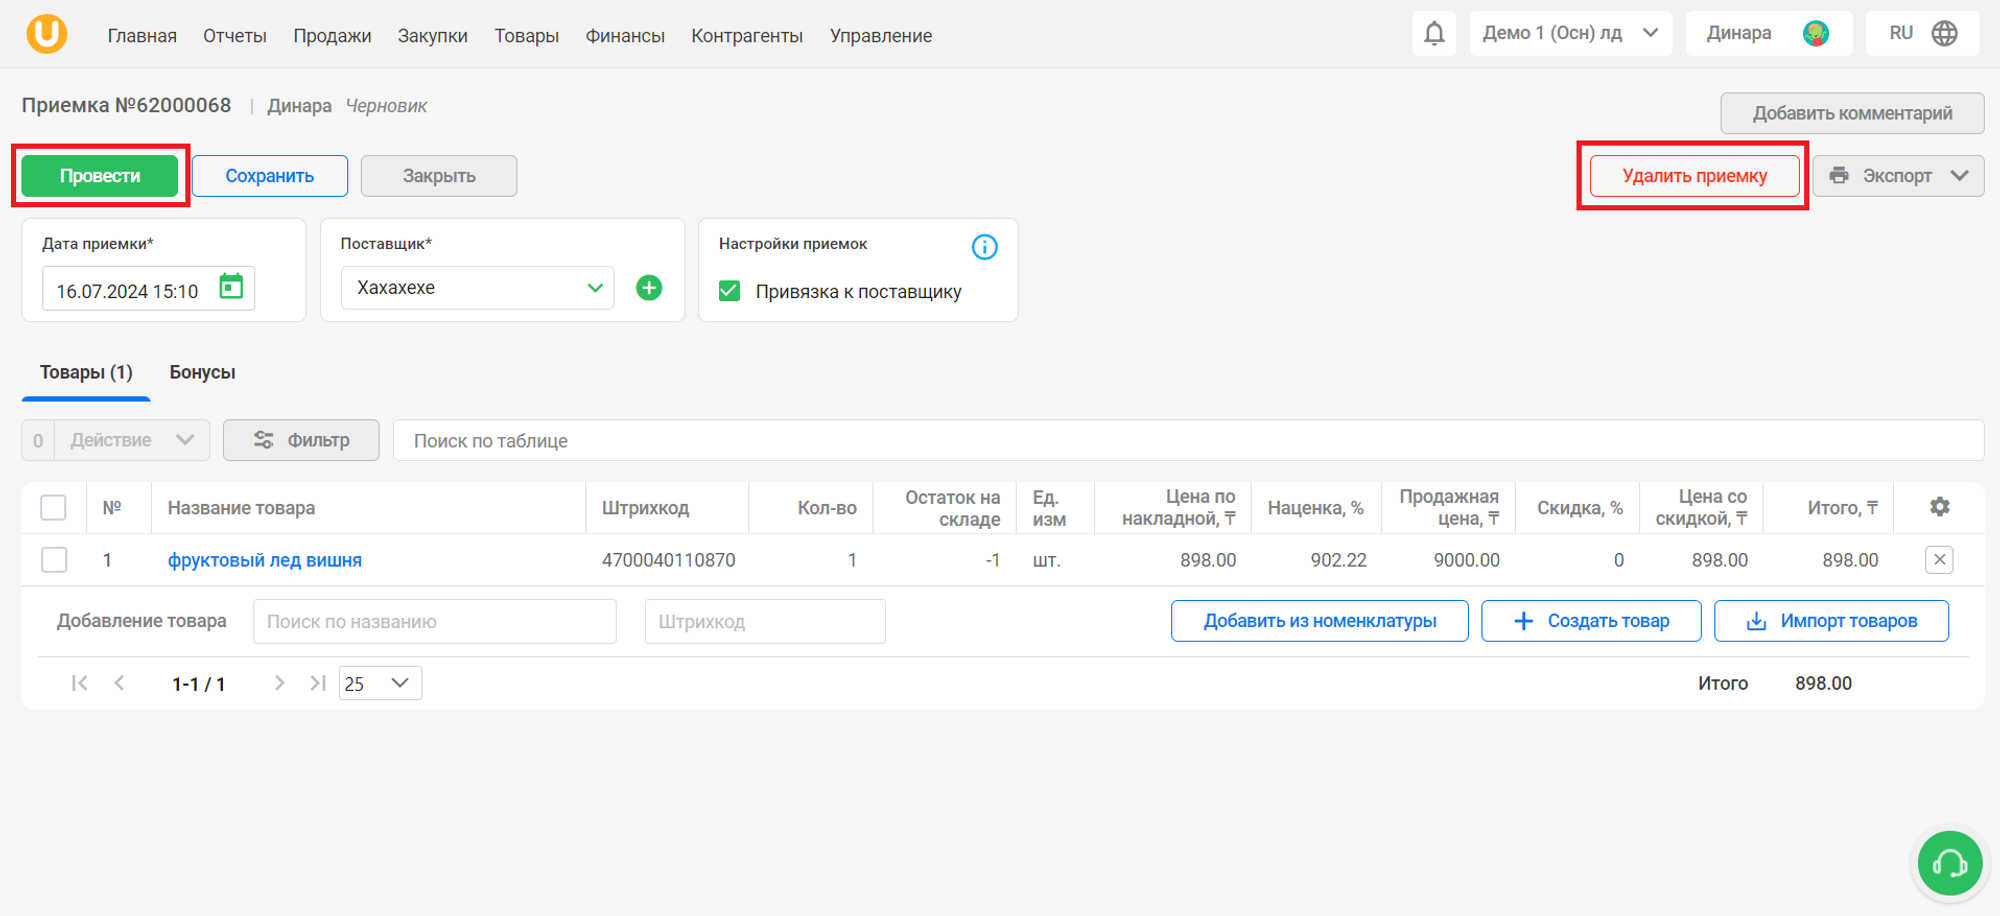 U
Главная Отчеты Продажи Закупки Товары Финансы Контрагенты Управление Демо 1 (Осн) лд Динара RU
Приемка №62000068 | Динара Черновик
Добавить комментарий
Провести Сохранить Закрыть Удалить приемку Экспорт
Дата приемки* Поставщик* Настройки приемок
16.07.2024 15:10 Хахахехе Привязка к поставщику
Товары (1) Бонусы
0 Действие Фильтр Поиск по таблице
№ Название товара Штрихкод Кол-во Остаток на складе Ед. изм Цена по накладной, ₸ Наценка, % Продажная цена, ₸ Скидка, % Цена со скидкой, ₸ Итого, ₸
1 фруктовый лед вишня 4700040110870 1 -1 шт. 898.00 902.22 9000.00 0 898.00 898.00
Добавление товара Поиск по названию Штрихкод Добавить из номенклатуры Создать товар Импорт товаров
1-1 / 1 25 Итого 898.00